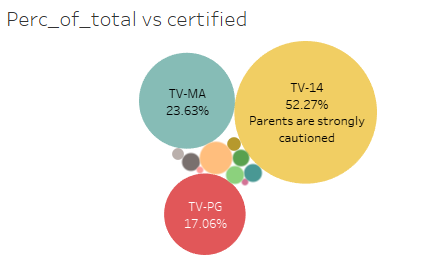 Perc_of_total vs certified
TV-MA
23.63%
TV-14
52.27%
Parents are strongly
cautioned
TV-PG
17.06%